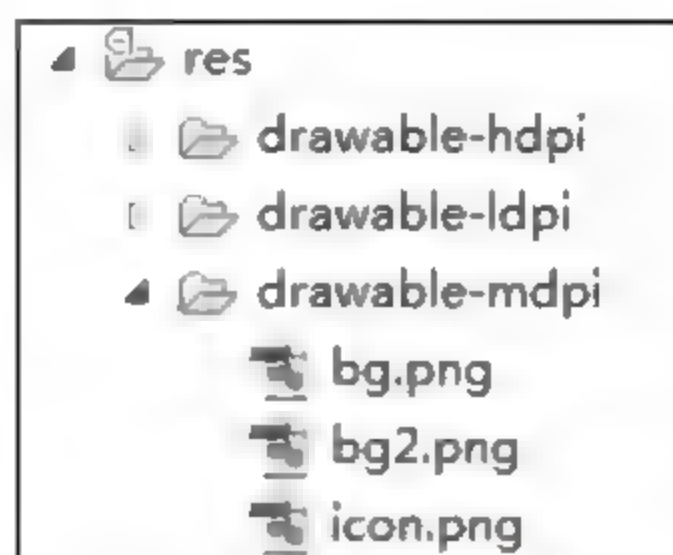 res
drawable-hdpi
drawable-ldpi
drawable-mdpi
bg.png
bg2.png
icon.png